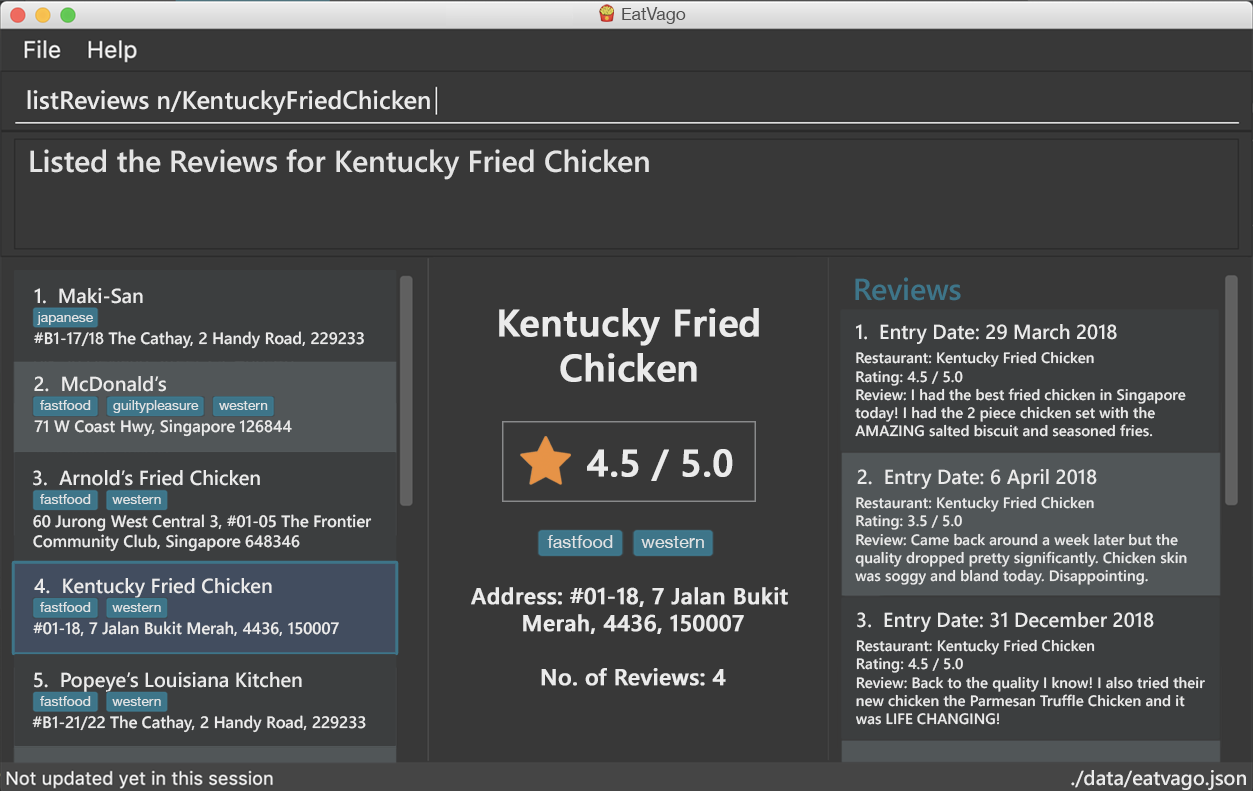 EatVago
File Help
listReviews n/KentuckyFriedChicken
Listed the Reviews for Kentucky Fried Chicken
1. Maki-San
japanese
#B1-17/18 The Cathay, 2 Handy Road, 229233
2. McDonald’s
fastfood guiltypleasure western
71 W Coast Hwy, Singapore 126844
3. Arnold’s Fried Chicken
fastfood western
60 Jurong West Central 3, #01-05 The Frontier
Community Club, Singapore 648346
4. Kentucky Fried Chicken
fastfood western
#01-18, 7 Jalan Bukit Merah, 4436, 150007
5. Popeye’s Louisiana Kitchen
fastfood western
#B1-21/22 The Cathay, 2 Handy Road, 229233
Kentucky Fried
Chicken
4.5 / 5.0
fastfood western
Address: #01-18, 7 Jalan Bukit
Merah, 4436, 150007
No. of Reviews: 4
Reviews
1. Entry Date: 29 March 2018
Restaurant: Kentucky Fried Chicken
Rating: 4.5 / 5.0
Review: I had the best fried chicken in Singapore
today! I had the 2 piece chicken set with the
AMAZING salted biscuit and seasoned fries.
2. Entry Date: 6 April 2018
Restaurant: Kentucky Fried Chicken
Rating: 3.5 / 5.0
Review: Came back around a week later but the
quality dropped pretty significantly. Chicken skin
was soggy and bland today. Disappointing.
3. Entry Date: 31 December 2018
Restaurant: Kentucky Fried Chicken
Rating: 4.5 / 5.0
Review: Back to the quality I know! I also tried their
new chicken the Parmesan Truffle Chicken and it
was LIFE CHANGING!
Not updated yet in this session
./data/eatvago.json